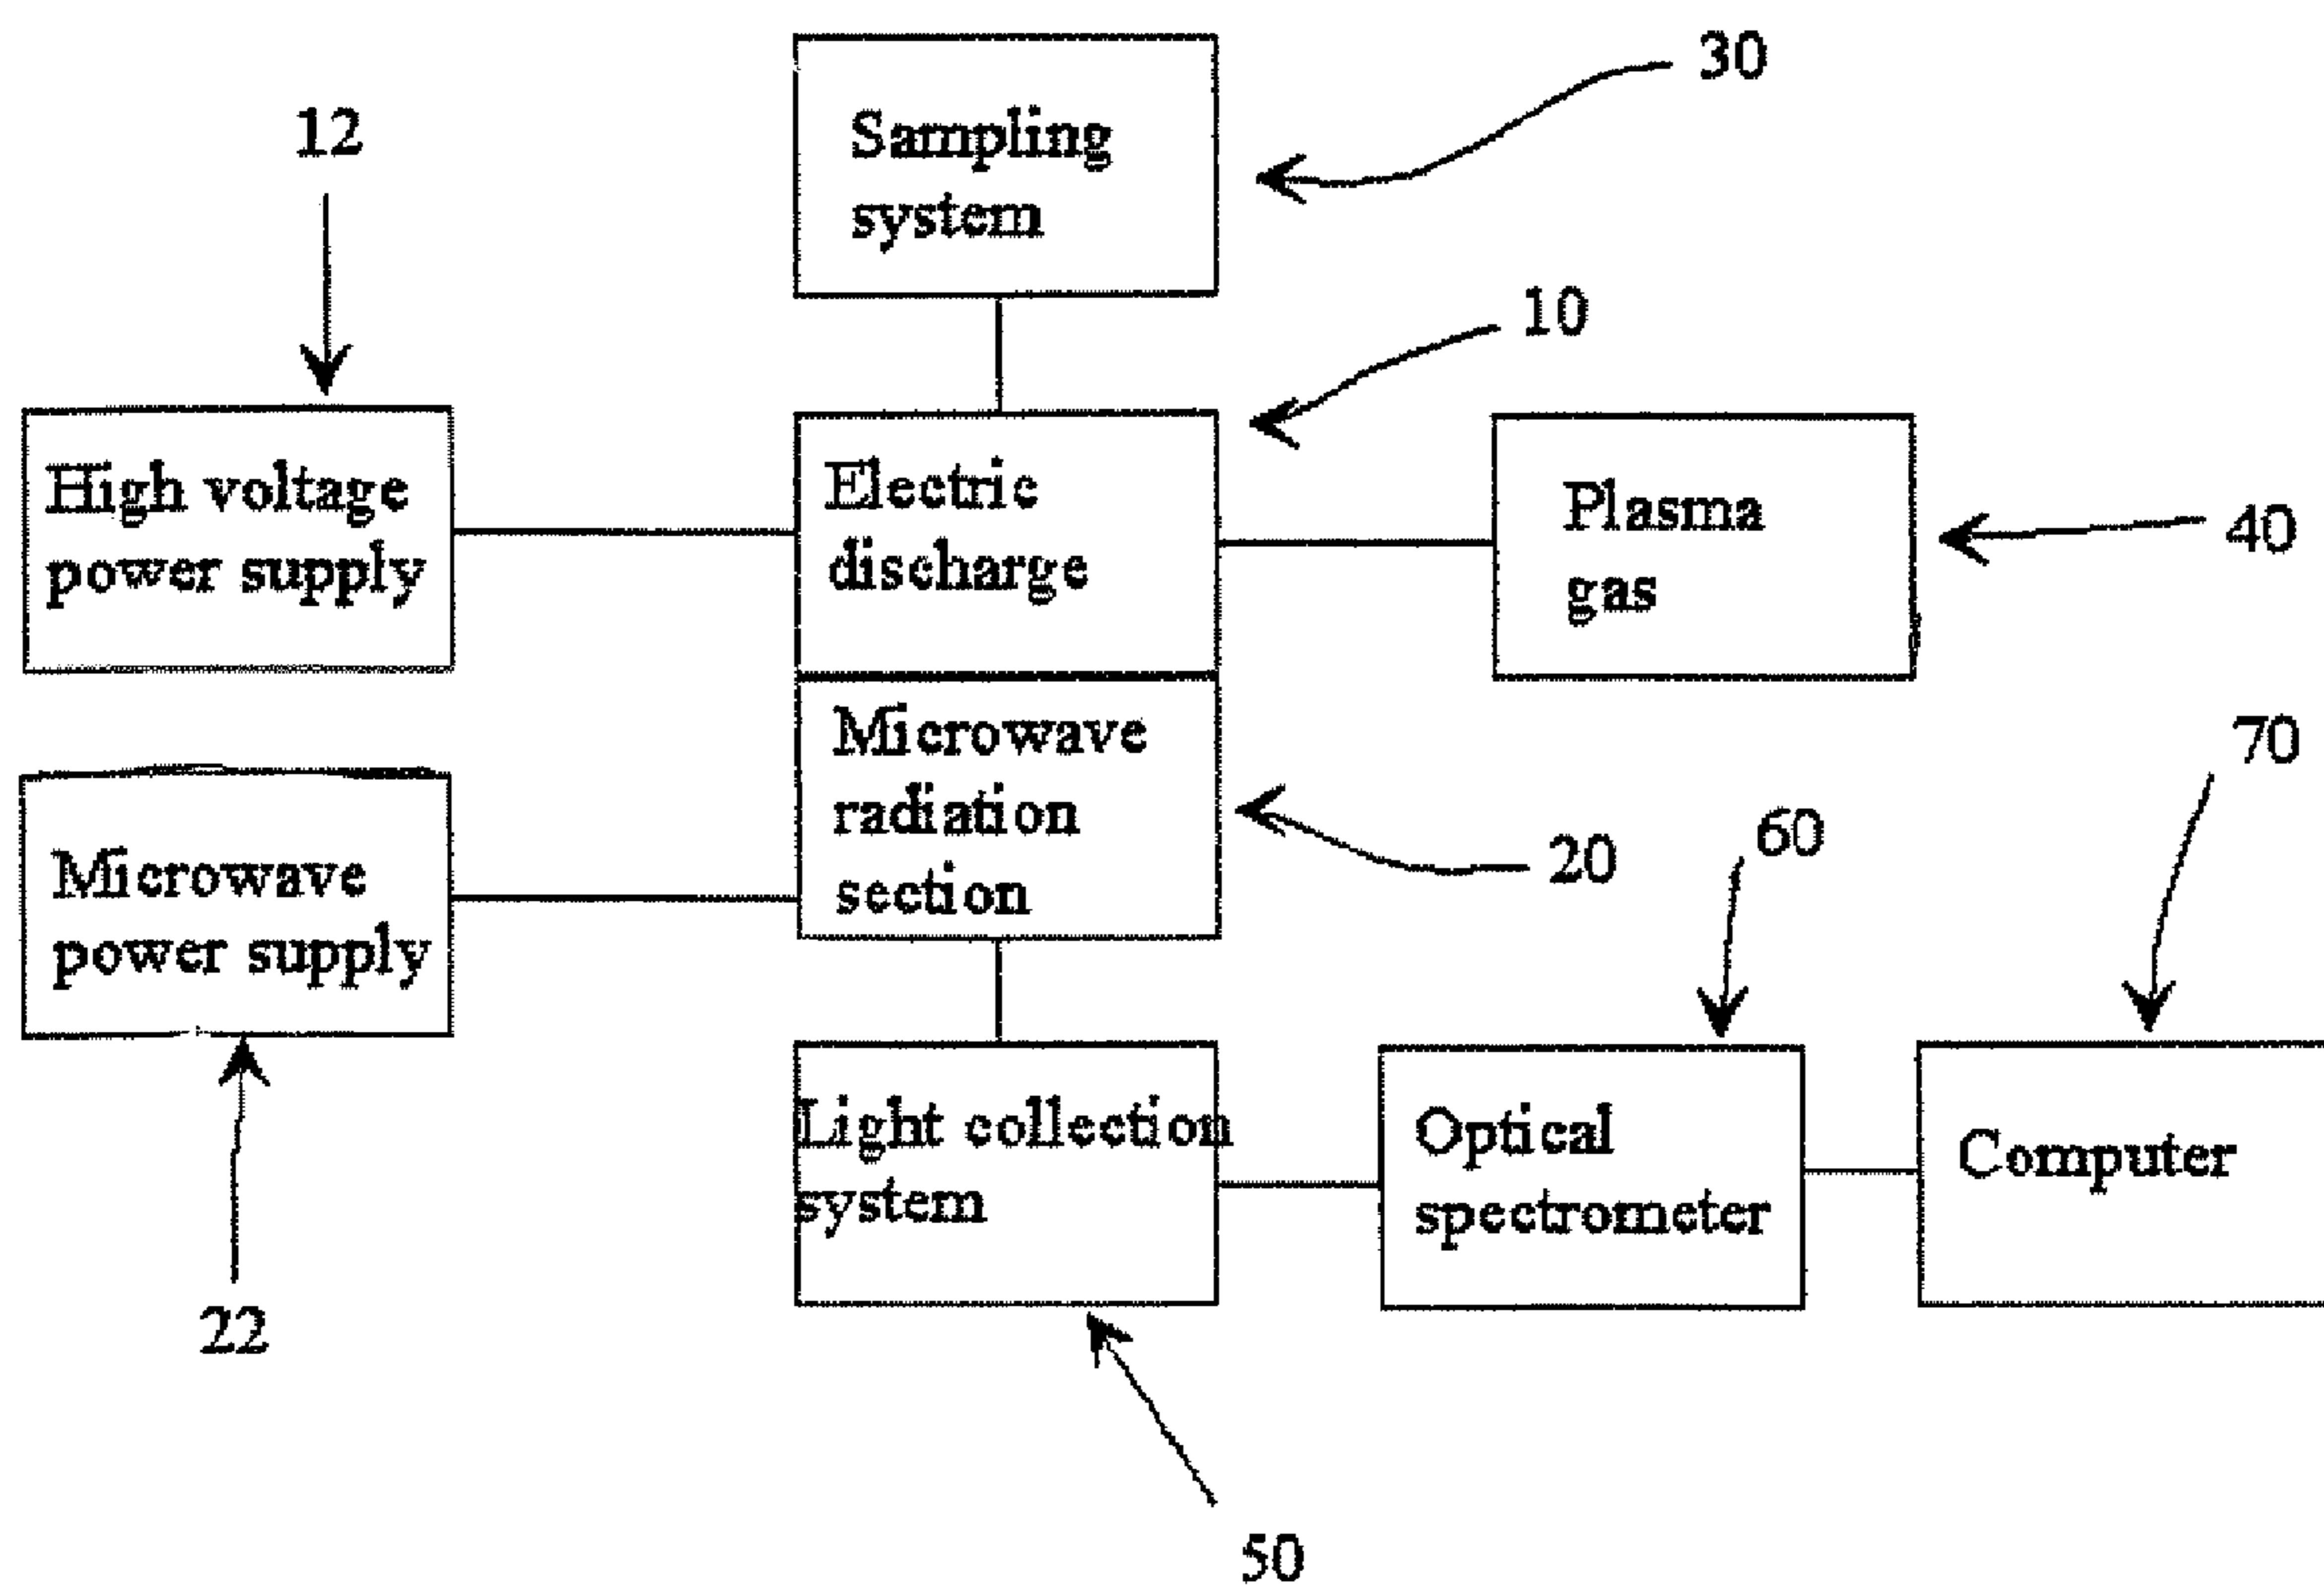 30
12
Sampling
system
10
High voltage
power supply
Electric
discharge
Plasma
gas
40
Microwave
radiation
section
70
60
20
Microwave
power supply
Light collection
system
Optical
spectrometer
Computer
22
50